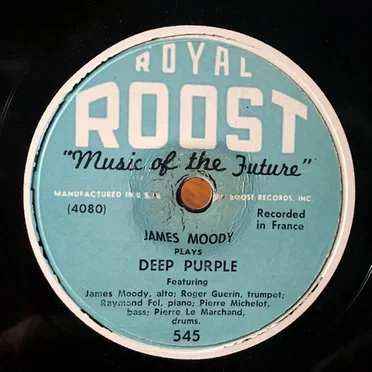 ROYAL
ROOST
"Music of the Future"
MANUFACTURED IN U.S.A. ROOST RECORDS, INC.
(4080) Recorded
in France
JAMES MOODY
PLAYS
DEEP PURPLE
Featuring
James Moody, alto; Roger Guerin, trumpet;
Raymond Fol, piano; Pierre Michelot,
bass; Pierre Le Marchand,
drums.
545